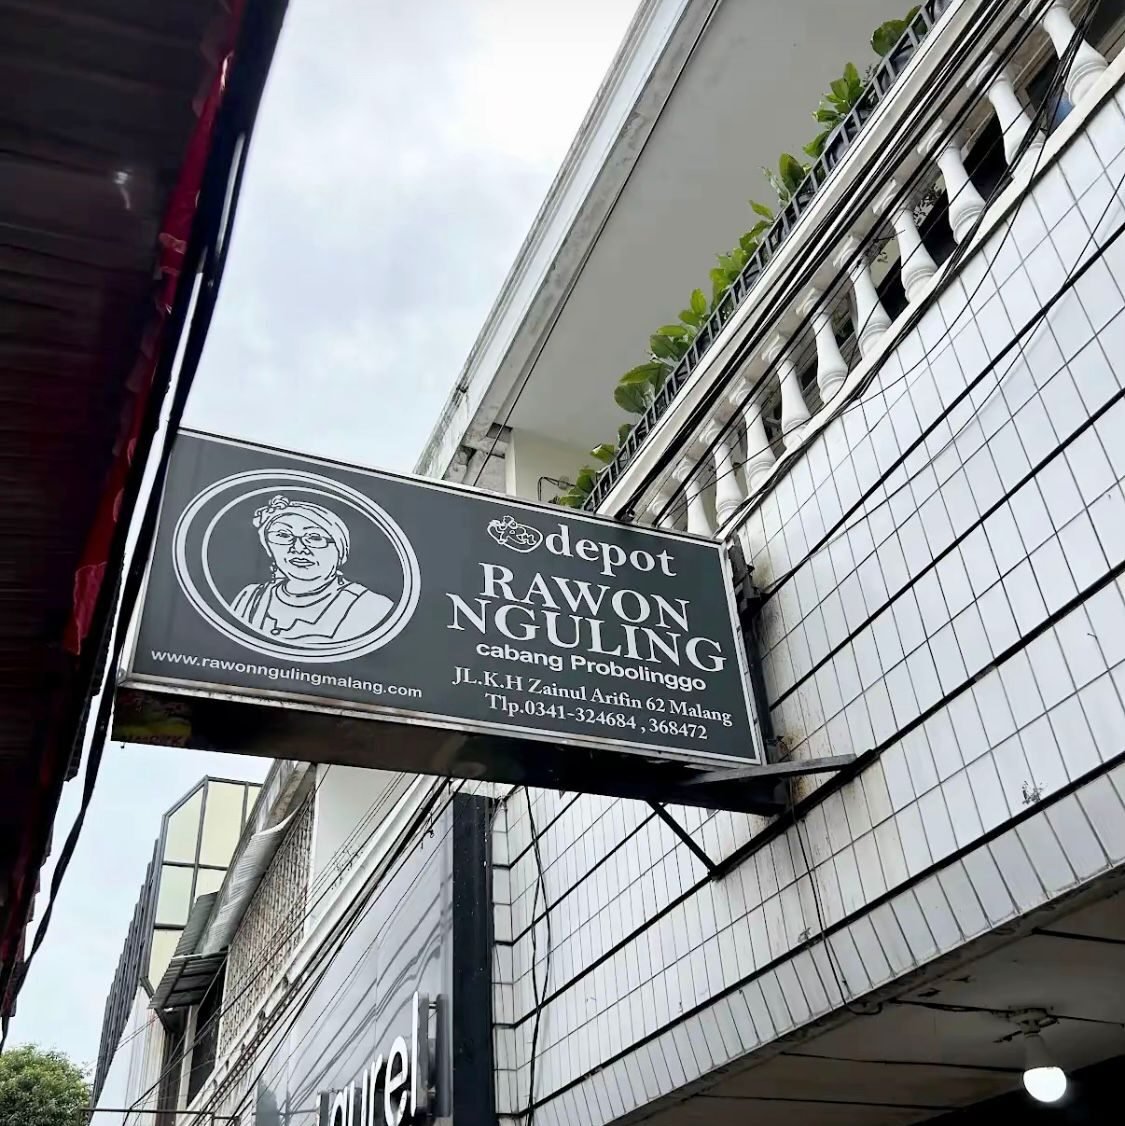 depot
RAWON
NGULING
cabang Probolinggo
JL.K.H Zainul Arifin 62 Malang
Tlp.0341-324684 , 368472
www.rawonngulingmalang.com